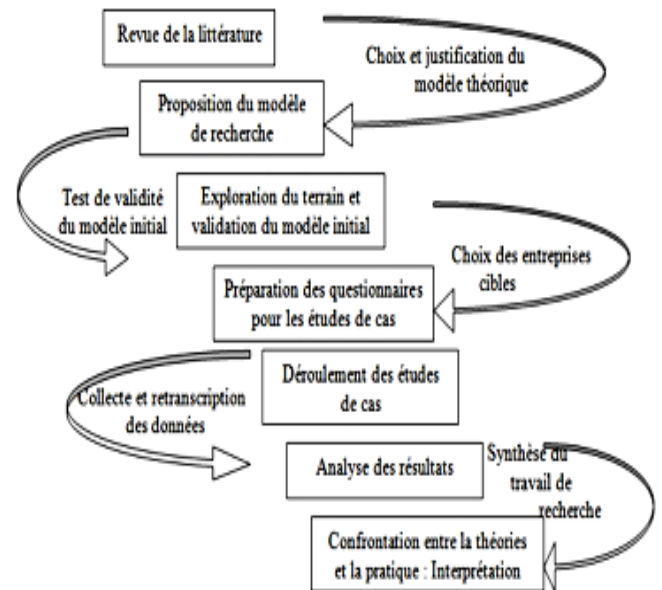 Revue de la littérature
Choix et justification du
modèle théorique
Proposition du modèle
de recherche
Test de validité
du modèle initial
Exploration du terrain et
validation du modèle initial
Choix des entreprises
cibles
Préparation des questionnaires
pour les études de cas
Déroulement des études
de cas
Collecte et retranscription
des données
Analyse des résultats
Synthèse du
travail de
recherche
Confrontation entre la théories
et la pratique : Interprétation